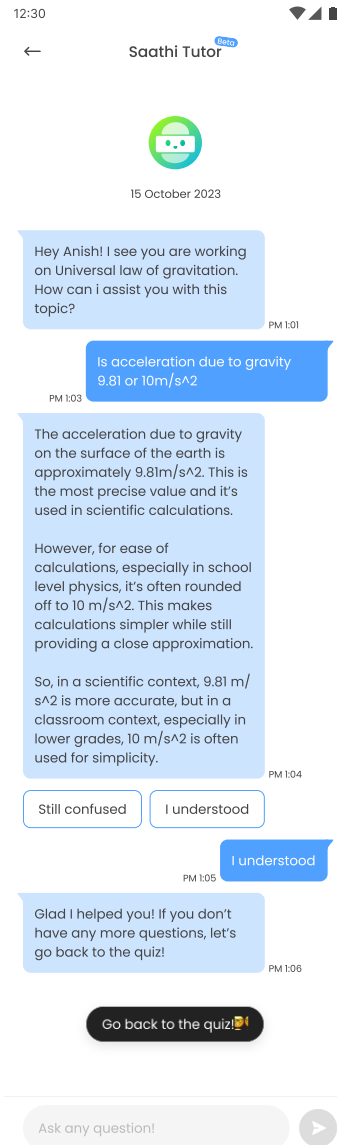 12:30
Saathi Tutor
Beta
15 October 2023
Hey Anish! I see you are working
on Universal law of gravitation.
How can i assist you with this
topic?
PM 1:01
Is acceleration due to gravity
9.81 or 10m/s^2
PM 1:03
The acceleration due to gravity
on the surface of the earth is
approximately 9.81m/s^2. This is
the most precise value and it’s
used in scientific calculations.
However, for ease of
calculations, especially in school
level physics, it’s often rounded
off to 10 m/s^2. This makes
calculations simpler while still
providing a close approximation.
So, in a scientific context, 9.81 m/
s^2 is more accurate, but in a
classroom context, especially in
lower grades, 10 m/s^2 is often
used for simplicity.
PM 1:04
Still confused
I understood
I understood
PM 1:05
Glad I helped you! If you don’t
have any more questions, let’s
go back to the quiz!
PM 1:06
Go back to the quiz!
Ask any question!